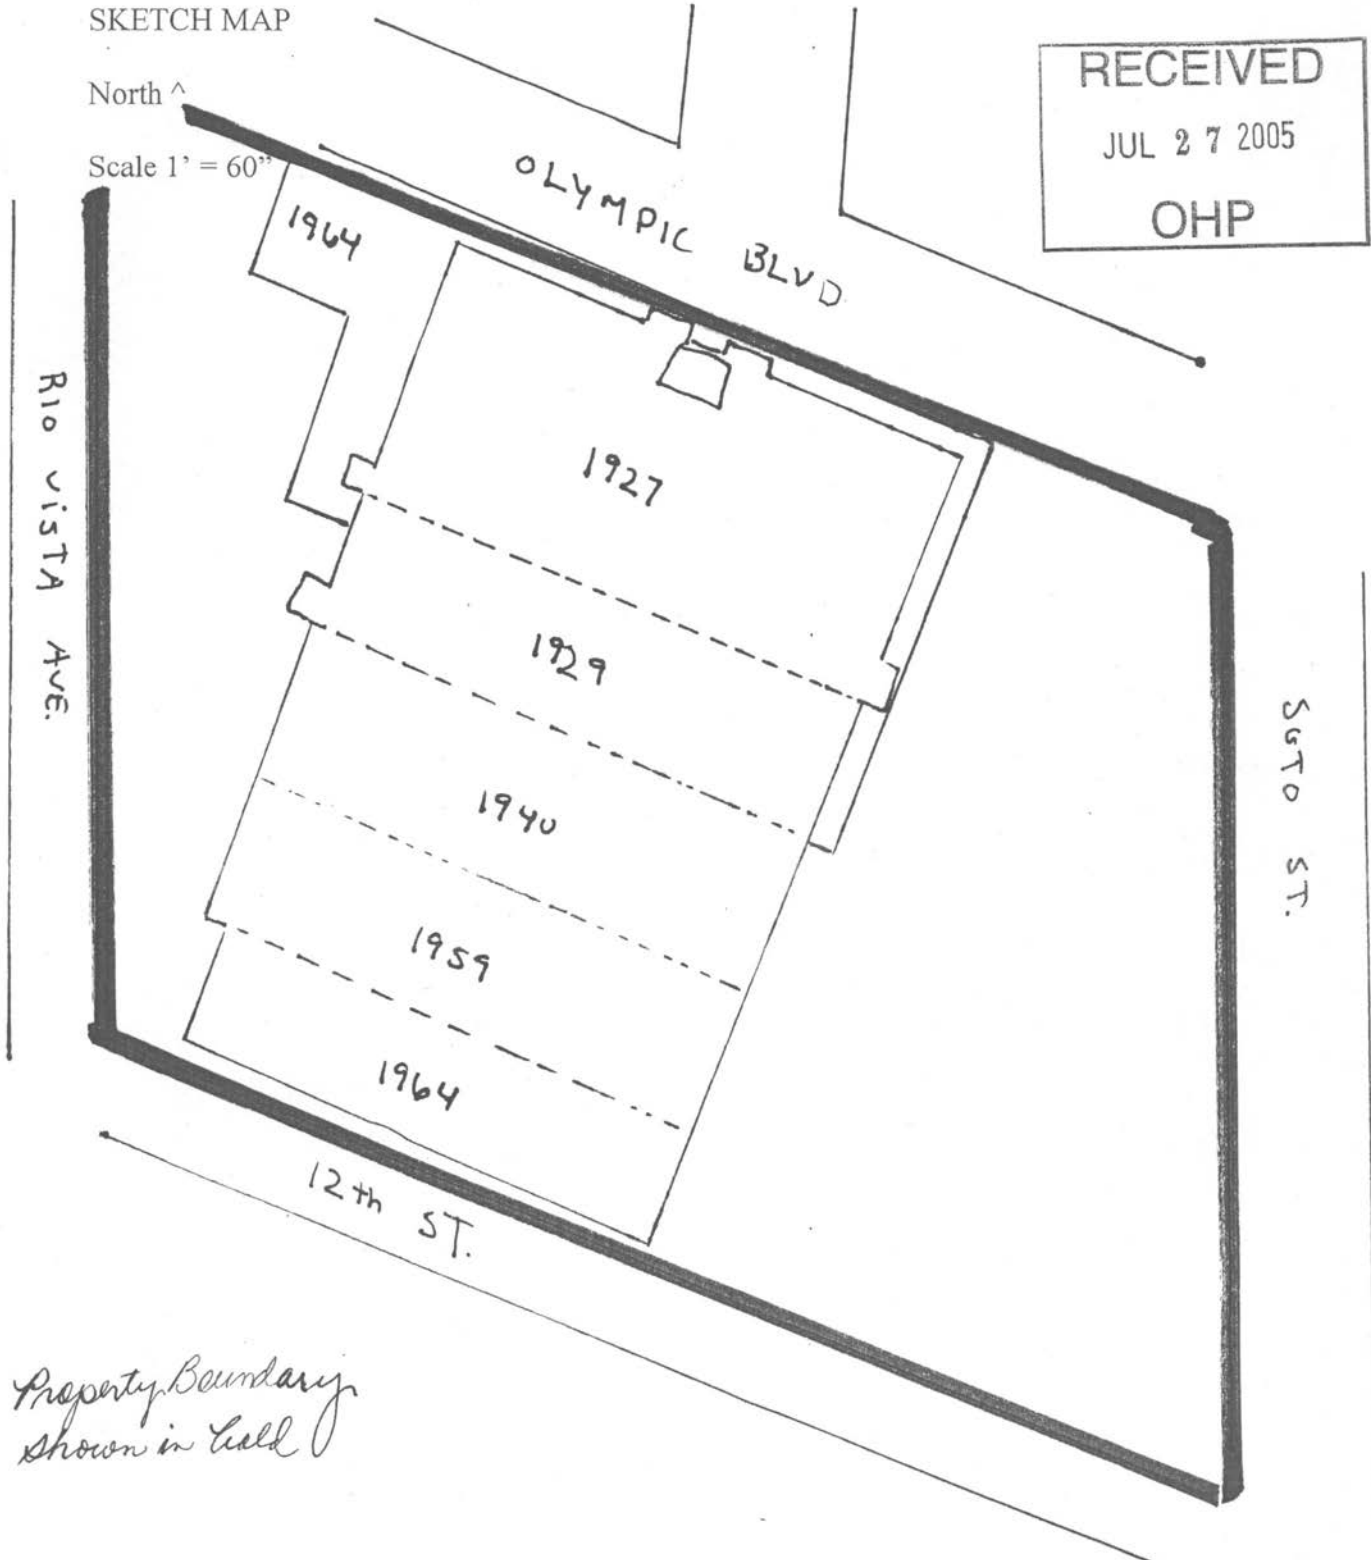 SKETCH MAP
North ^
Scale 1' = 60"
RECEIVED
JUL 27 2005
OHP
OLYMPIC BLVD
1964
1927
RIO VISTA AVE.
1929
1940
SOTO ST.
1959
1964
12th ST.
Property Boundary
shown in bold